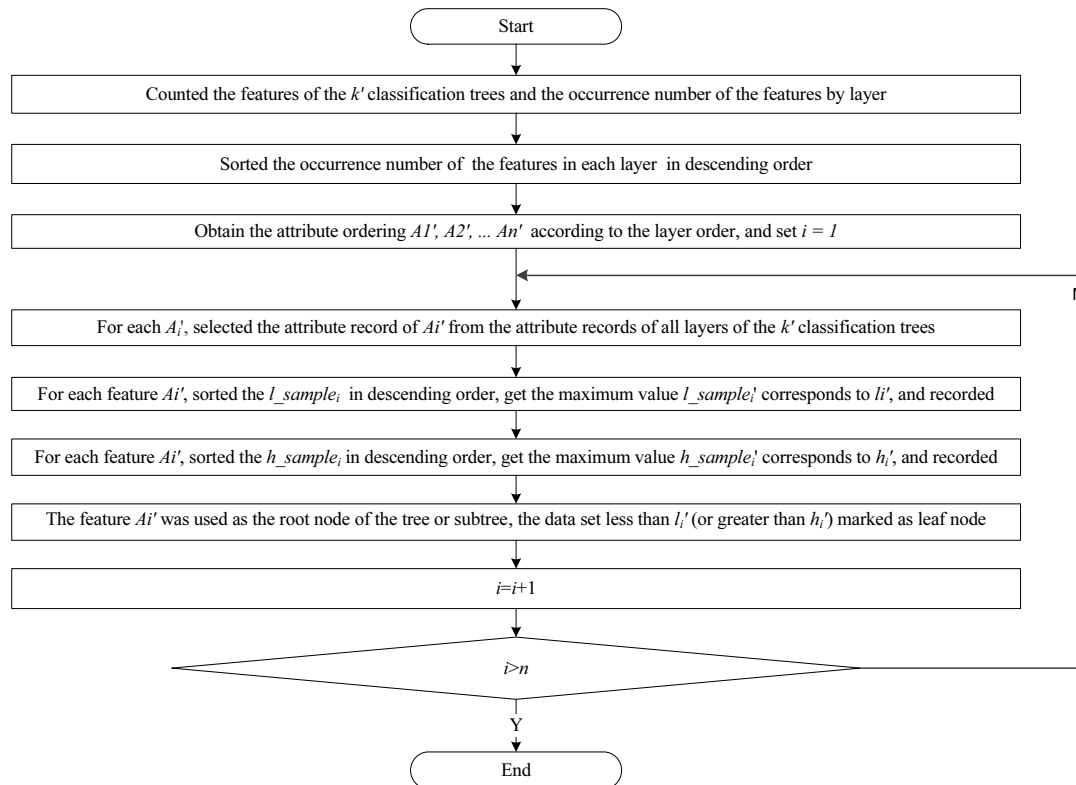 Start
Counted the features of the k' classification trees and the occurrence number of the features by layer
Sorted the occurrence number of the features in each layer in descending order
Obtain the attribute ordering A1', A2', ... An' according to the layer order, and set i = 1
For each Ai', selected the attribute record of Ai' from the attribute records of all layers of the k' classification trees
For each feature Ai', sorted the l_samplei in descending order, get the maximum value l_samplei' corresponds to li', and recorded
For each feature Ai', sorted the h_samplei in descending order, get the maximum value h_samplei' corresponds to hi', and recorded
The feature Ai' was used as the root node of the tree or subtree, the data set less than li' (or greater than hi') marked as leaf node
i=i+1
i>n
Y
End